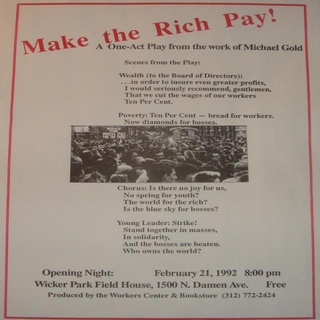 Make the Rich Pay!
A One-Act Play from the work of Michael Gold
Scenes from the Play:
Wealth (to the Board of Directors):
. . .in order to insure even greater profits,
I would seriously recommend, gentlemen,
That we cut the wages of our workers
Ten Per Cent.
Poverty: Ten Per Cent — bread for workers.
Now diamonds for bosses.
Chorus: Is there no joy for us,
No spring for youth?
The world for the rich?
Is the blue sky for bosses?
Young Leader: Strike!
Stand together in masses,
In solidarity,
And the bosses are beaten.
Who owns the world?
Opening Night: February 21, 1992 8:00 pm
Wicker Park Field House, 1500 N. Damen Ave. Free
Produced by the Workers Center & Bookstore (312) 772-2424